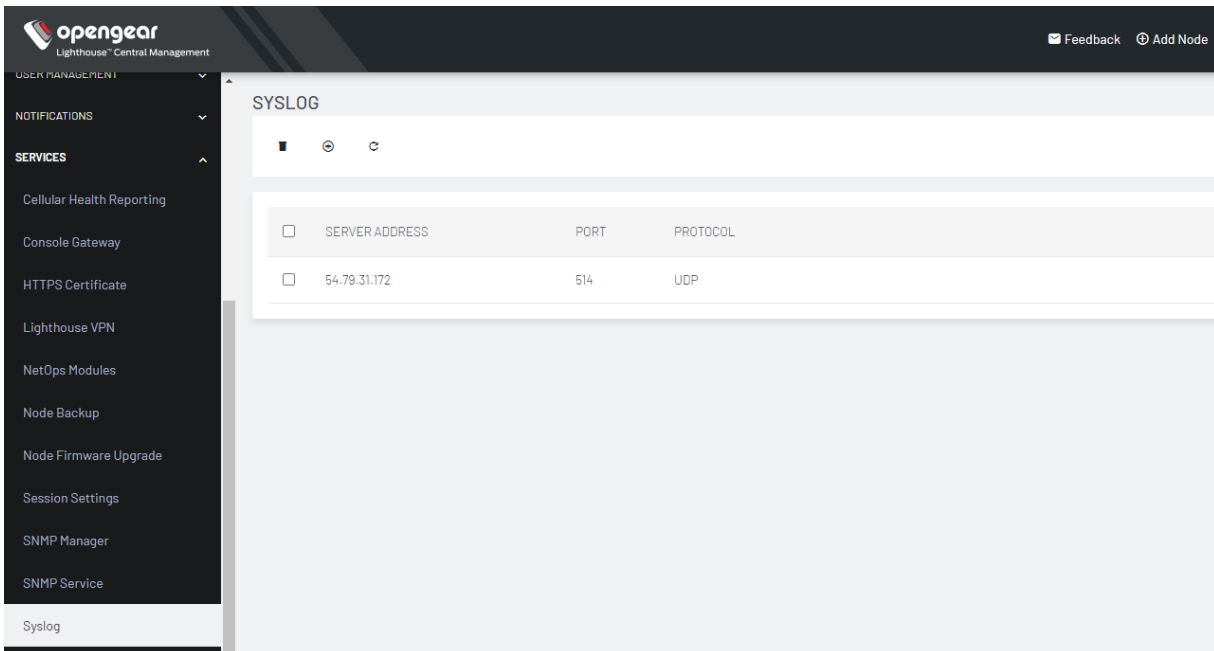 opengear
Lighthouse™ Central Management
Feedback
Add Node
USER MANAGEMENT
NOTIFICATIONS
SERVICES
Cellular Health Reporting
Console Gateway
HTTPS Certificate
Lighthouse VPN
NetOps Modules
Node Backup
Node Firmware Upgrade
Session Settings
SNMP Manager
SNMP Service
Syslog
SYSLOG
SERVER ADDRESS PORT PROTOCOL
54.79.31.172 514 UDP